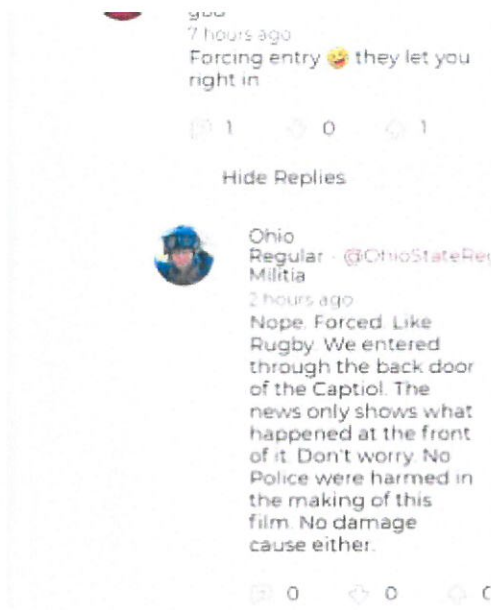 7 hours ago
Forcing entry 🤣 they let you
right in
1 0 1
Hide Replies
Ohio
Regular - @OhioStateReg
Militia
2 hours ago
Nope. Forced. Like
Rugby. We entered
through the back door
of the Captiol. The
news only shows what
happened at the front
of it. Don't worry. No
Police were harmed in
the making of this
film. No damage
cause either.
0 0 0